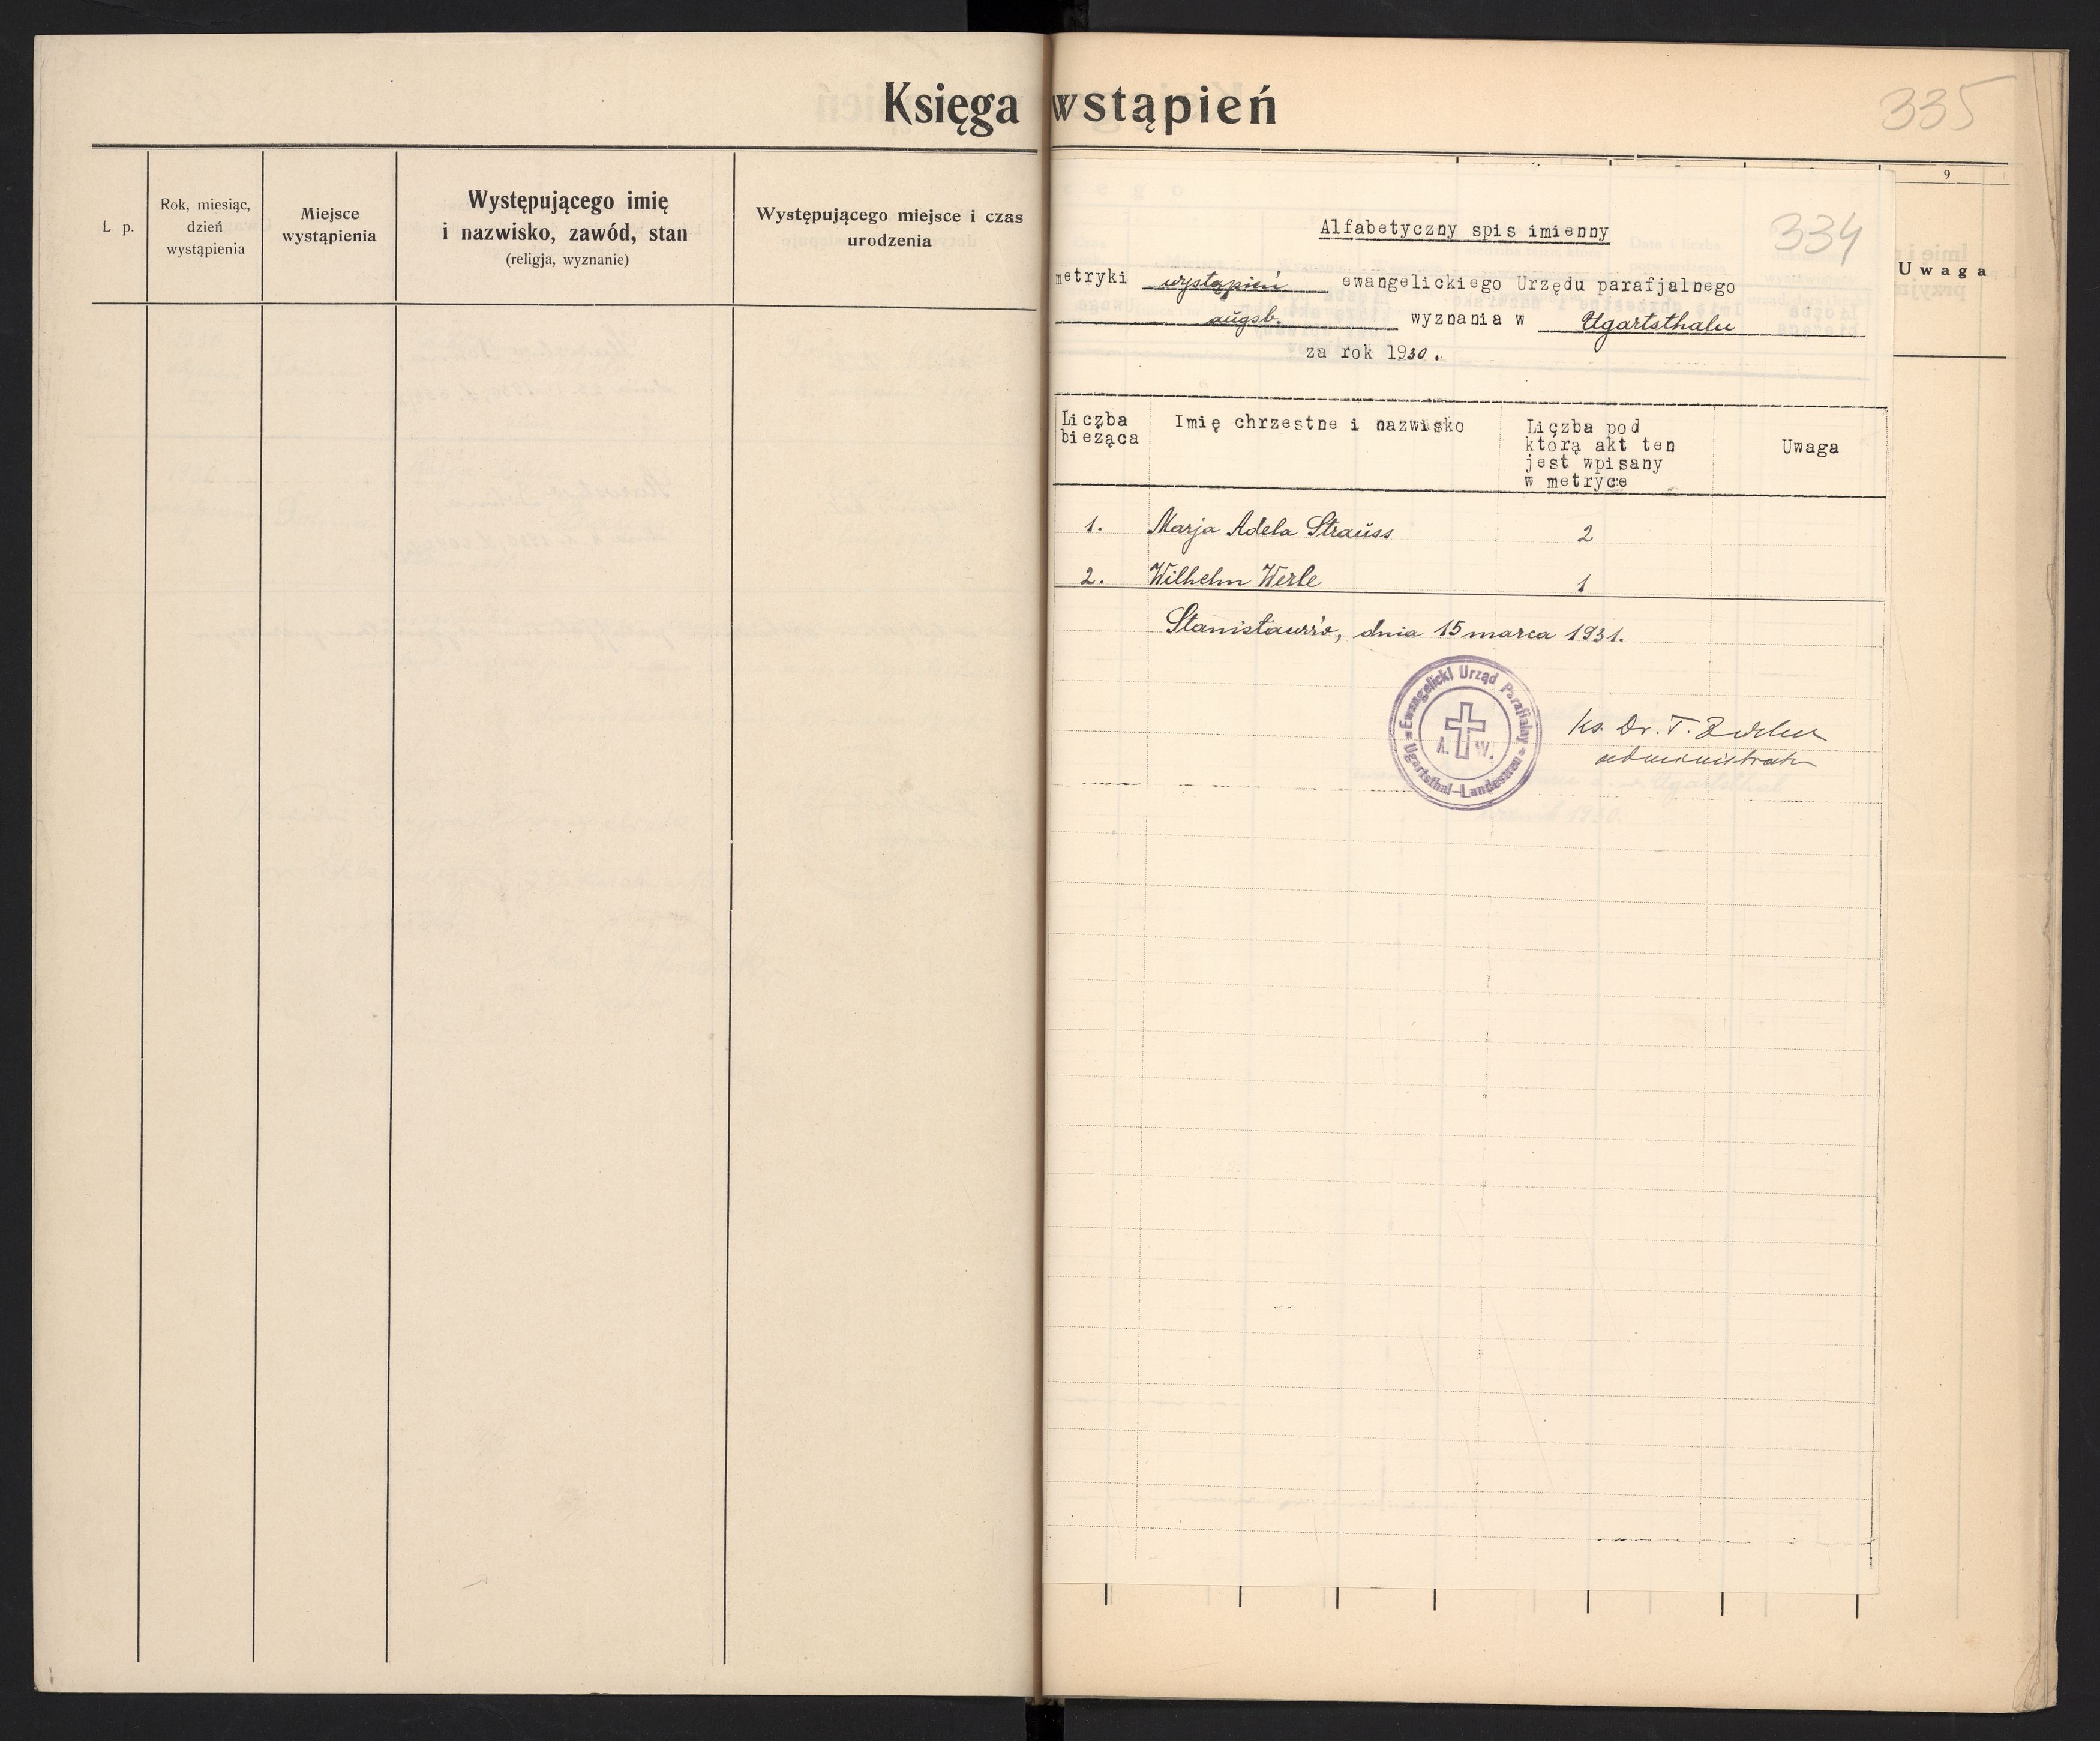 Księga wstąpień
335
L p.
Rok, miesiąc,
dzień
wystąpienia
Miejsce
wystąpienia
Występującego imię
i nazwisko, zawód, stan
(religja, wyznanie)
Występującego miejsce i czas
urodzenia
9
Uwaga
334
Alfabetyczny spis imienny
metryki wystąpień ewangelickiego Urzędu parafjalnego
augsb. wyznania w Ugartsthalu
za rok 1930.
Liczba
bieżąca
Imię chrzestne i nazwisko
Liczba pod
którą akt ten
jest wpisany
w metryce
Uwaga
1. Marja Adela Straŭss 2
2. Wilhelm Werle 1
Stanisławów, dnia 15 marca 1931.
Ewangelicki Urząd Parafialny
Ugartsthal-Landestreu
A. W.
Ks. Dr. T. Zöckler
administrator